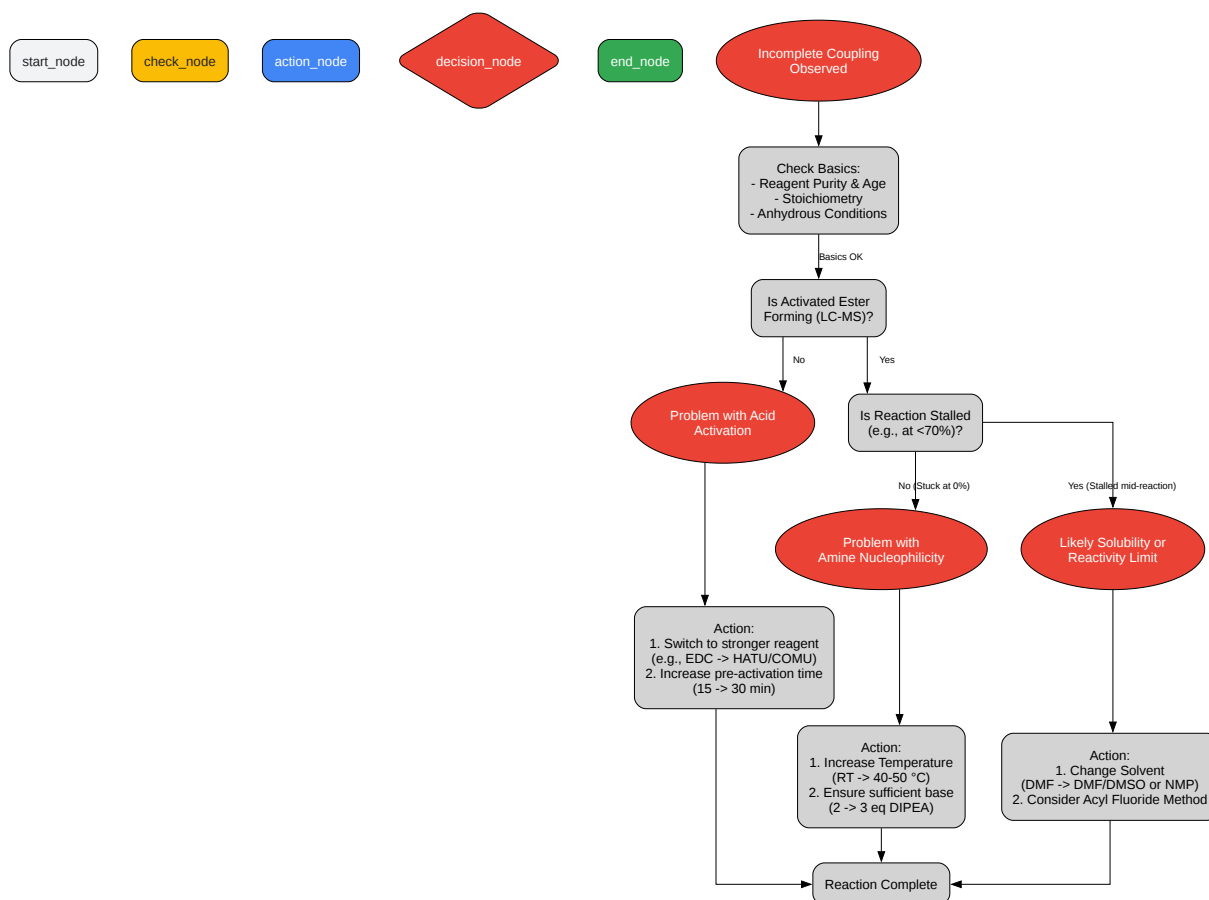 start_node
check_node
action_node
decision_node
end_node
Incomplete Coupling
Observed
Check Basics:
- Reagent Purity & Age
- Stoichiometry
- Anhydrous Conditions
Basics OK
Is Activated Ester
Forming (LC-MS)?
No
Yes
Problem with Acid
Activation
Is Reaction Stalled
(e.g., at <70%)?
No (Stuck at 0%)
Yes (Stalled mid-reaction)
Problem with
Amine Nucleophilicity
Likely Solubility or
Reactivity Limit
Action:
1. Switch to stronger reagent
(e.g., EDC -> HATU/COMU)
2. Increase pre-activation time
(15 -> 30 min)
Action:
1. Increase Temperature
(RT -> 40-50 °C)
2. Ensure sufficient base
(2 -> 3 eq DIPEA)
Action:
1. Change Solvent
(DMF -> DMF/DMSO or NMP)
2. Consider Acyl Fluoride Method
Reaction Complete